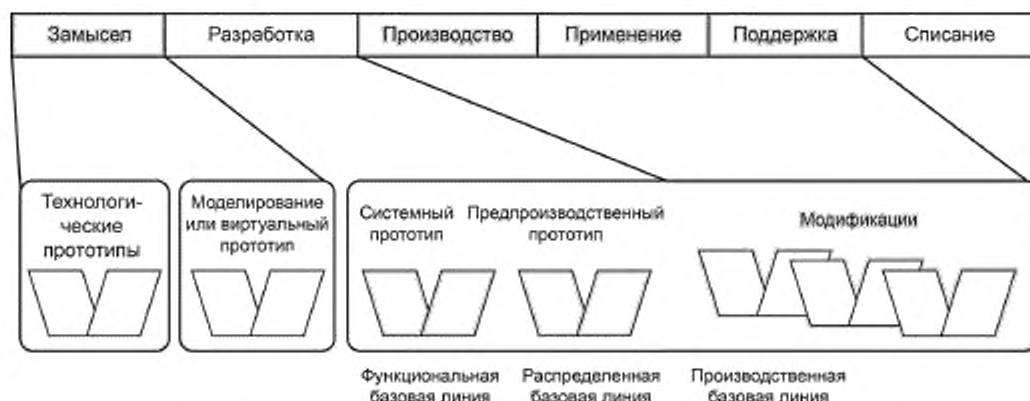 Замысел
Разработка
Производство
Применение
Поддержка
Списание
Технологи-
ческие
прототипы
Моделирование
или виртуальный
прототип
Системный
прототип
Предпроизводственный
прототип
Модификации
Функциональная
базовая линия
Распределенная
базовая линия
Производственная
базовая линия